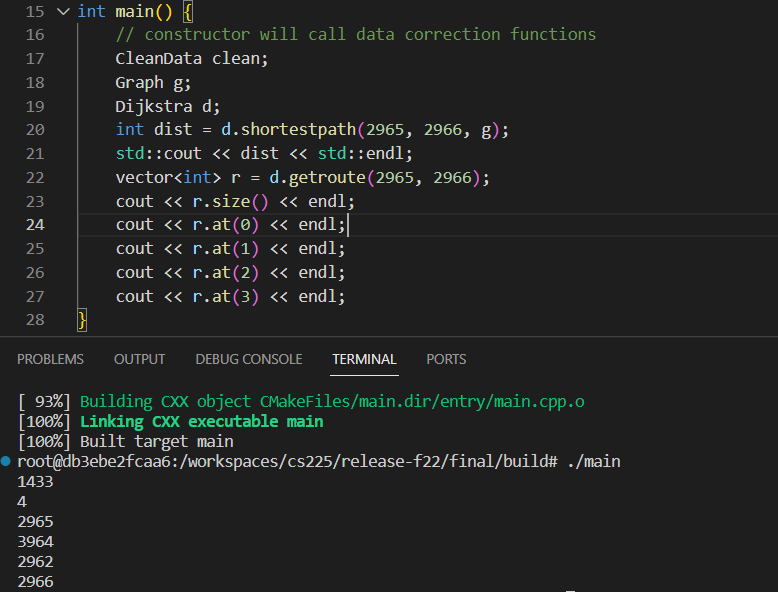 15 int main() {
16 // constructor will call data correction functions
17 CleanData clean;
18 Graph g;
19 Dijkstra d;
20 int dist = d.shortestpath(2965, 2966, g);
21 std::cout << dist << std::endl;
22 vector<int> r = d.getroute(2965, 2966);
23 cout << r.size() << endl;
24 cout << r.at(0) << endl;
25 cout << r.at(1) << endl;
26 cout << r.at(2) << endl;
27 cout << r.at(3) << endl;
28 }
PROBLEMS OUTPUT DEBUG CONSOLE TERMINAL PORTS
[ 93%] Building CXX object CMakeFiles/main.dir/entry/main.cpp.o
[100%] Linking CXX executable main
[100%] Built target main
root@db3ebe2fcaa6:/workspaces/cs225/release-f22/final/build# ./main
1433
4
2965
3964
2962
2966